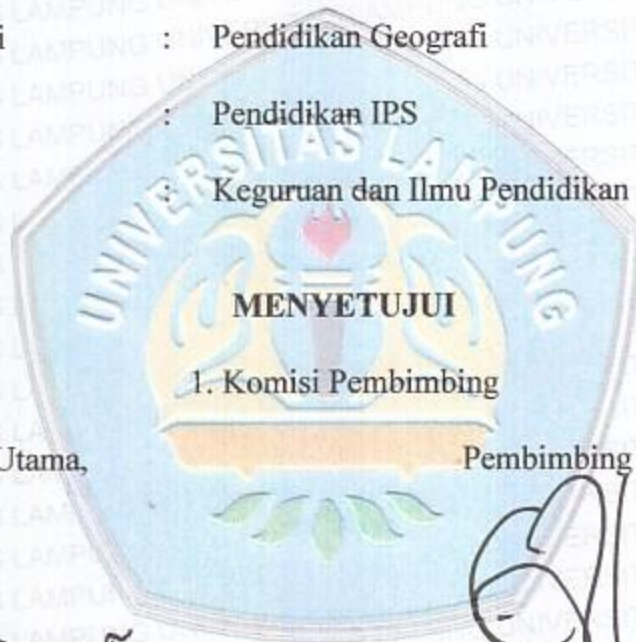 i : Pendidikan Geografi
: Pendidikan IPS
: Keguruan dan Ilmu Pendidikan
UNIVERSITAS LAMPUNG
MENYETUJUI
1. Komisi Pembimbing
Utama, Pembimbing